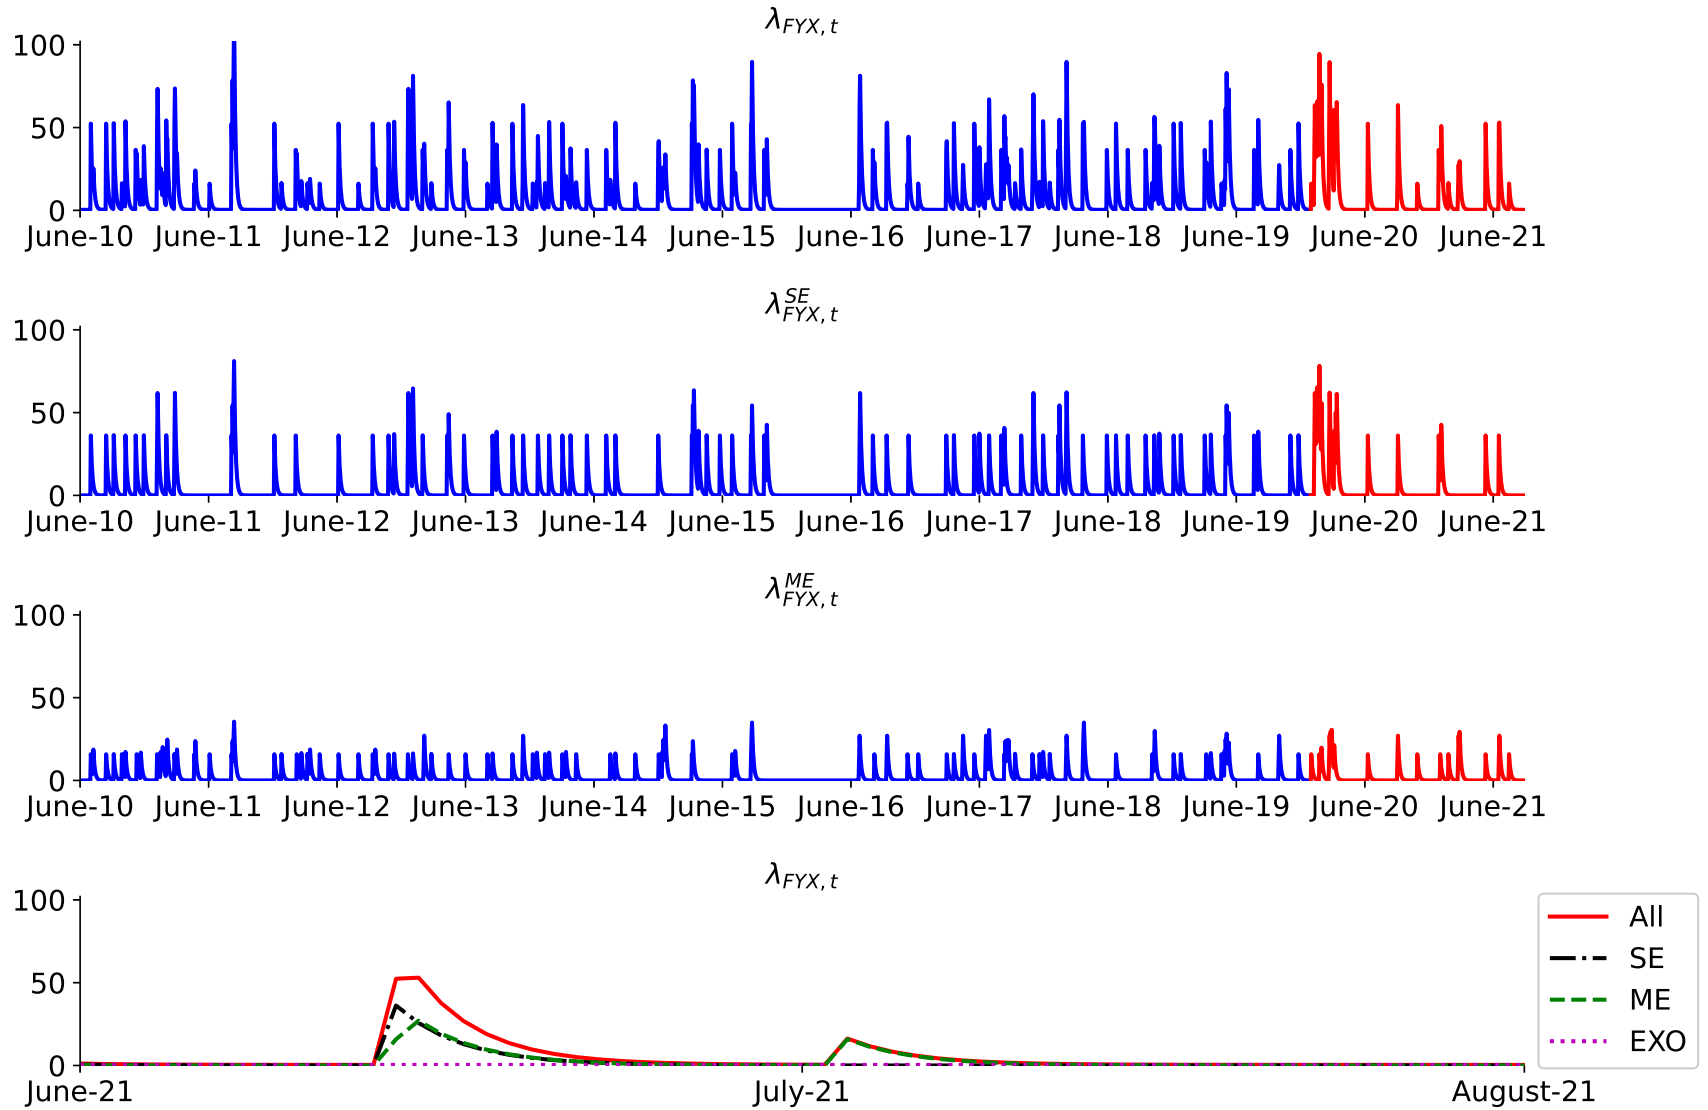 λFYX, t
100
50
0
June-10 June-11 June-12 June-13 June-14 June-15 June-16 June-17 June-18 June-19 June-20 June-21
λSE FYX, t
100
50
0
June-10 June-11 June-12 June-13 June-14 June-15 June-16 June-17 June-18 June-19 June-20 June-21
λME FYX, t
100
50
0
June-10 June-11 June-12 June-13 June-14 June-15 June-16 June-17 June-18 June-19 June-20 June-21
λFYX, t
100
50
0
June-21 July-21 August-21
All
SE
ME
EXO